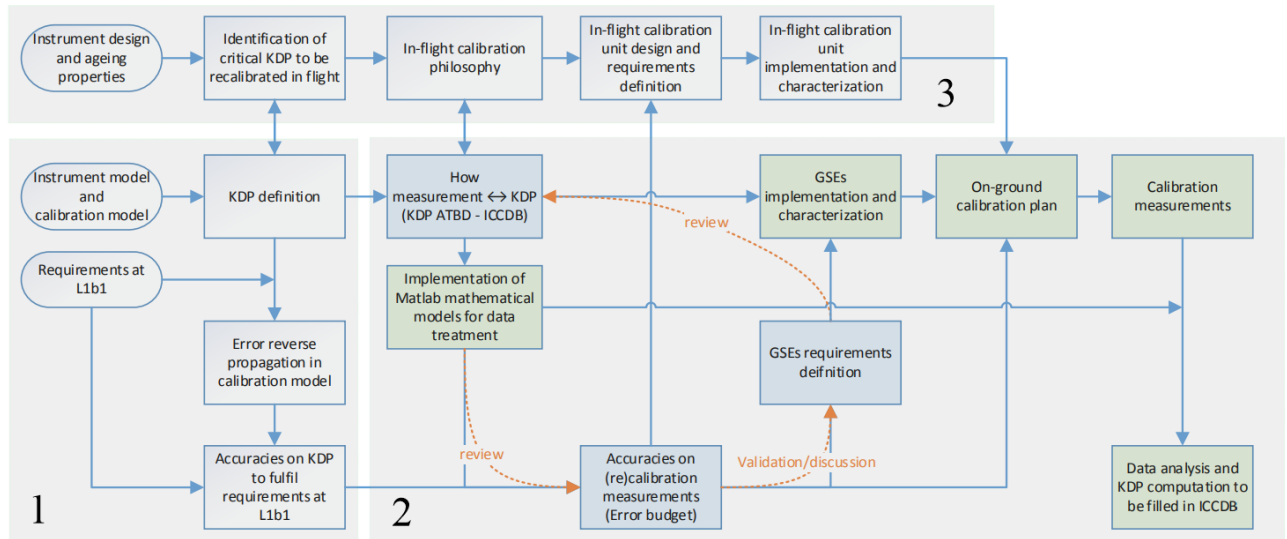 Instrument design
and ageing
properties
Identification of
critical KDP to be
recalibrated in flight
In-flight calibration
philosophy
In-flight calibration
unit design and
requirements
definition
In-flight calibration
unit
implementation and
characterization
3
Instrument model
and
calibration model
KDP definition
How
measurement ↔ KDP
(KDP ATBD - ICCDB)
GSEs
implementation and
characterization
On-ground
calibration plan
Calibration
measurements
review
Requirements at
L1b1
Implementation of
Matlab mathematical
models for data
treatment
Error reverse
propagation in
calibration model
GSEs requirements
deifnition
review
Validation/discussion
Accuracies on KDP
to fulfil
requirements at
L1b1
Accuracies on
(re)calibration
measurements
(Error budget)
Data analysis and
KDP computation to
be filled in ICCDB
1
2